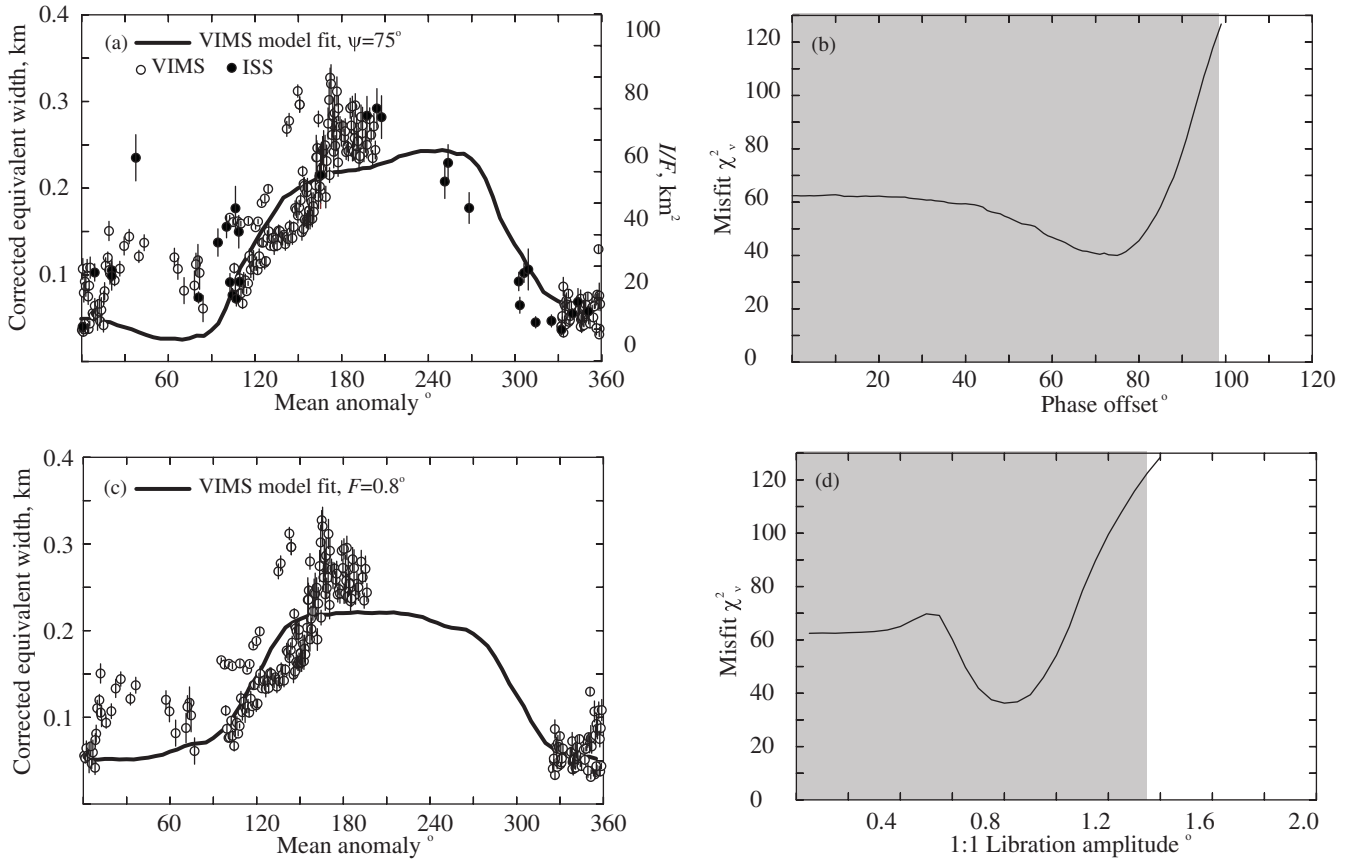 (a) VIMS model fit, ψ=75°
VIMS ISS
Corrected equivalent width, km
0.4
0.3
0.2
0.1
I/F, km²
100
80
60
40
20
0
60 120 180 240 300 360
Mean anomaly °
(b)
Misfit χ²ᵥ
120
100
80
60
40
20
0
20 40 60 80 100 120
Phase offset °
(c) VIMS model fit, F=0.8°
Corrected equivalent width, km
0.4
0.3
0.2
0.1
60 120 180 240 300 360
Mean anomaly °
(d)
Misfit χ²ᵥ
120
100
80
60
40
20
0
0.4 0.8 1.2 1.6 2.0
1:1 Libration amplitude °